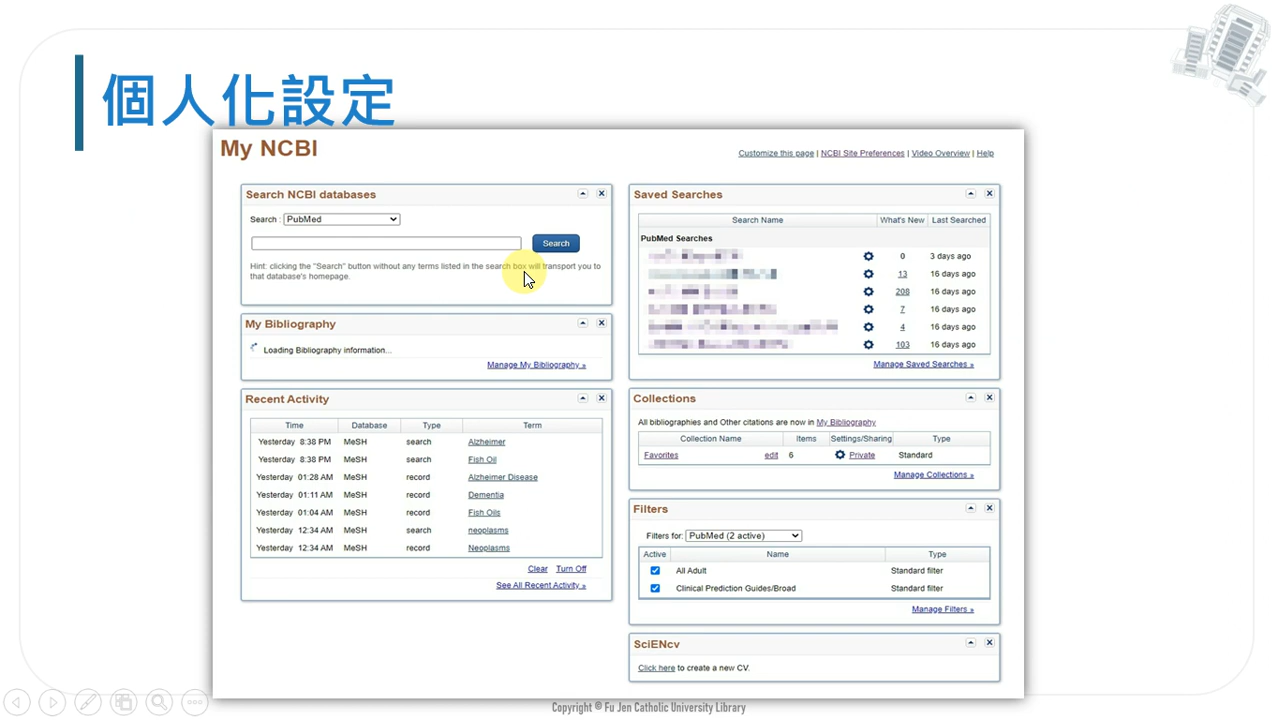 個人化設定
My NCBI
Customize this page | NCBI Site Preferences | Video Overview | Help
Search NCBI databases
Search : PubMed
Search
Hint: clicking the "Search" button without any terms listed in the search box will transport you to
that database's homepage.
My Bibliography
Loading Bibliography information...
Manage My Bibliography »
Recent Activity
Time Database Type Term
Yesterday 8:38 PM MeSH search Alzheimer
Yesterday 8:38 PM MeSH search Fish Oil
Yesterday 01:28 AM MeSH record Alzheimer Disease
Yesterday 01:11 AM MeSH record Dementia
Yesterday 01:04 AM MeSH record Fish Oils
Yesterday 12:34 AM MeSH search neoplasms
Yesterday 12:34 AM MeSH record Neoplasms
Clear Turn Off
See All Recent Activity »
Saved Searches
Search Name What's New Last Searched
PubMed Searches
0 3 days ago
13 16 days ago
208 16 days ago
7 16 days ago
4 16 days ago
103 16 days ago
Manage Saved Searches »
Collections
All bibliographies and Other citations are now in My Bibliography
Collection Name Items Settings/Sharing Type
Favorites edit 6 Private Standard
Manage Collections »
Filters
Filters for: PubMed (2 active)
Active Name Type
All Adult Standard filter
Clinical Prediction Guides/Broad Standard filter
Manage Filters »
SciENcv
Click here to create a new CV.
Copyright © Fu Jen Catholic University Library